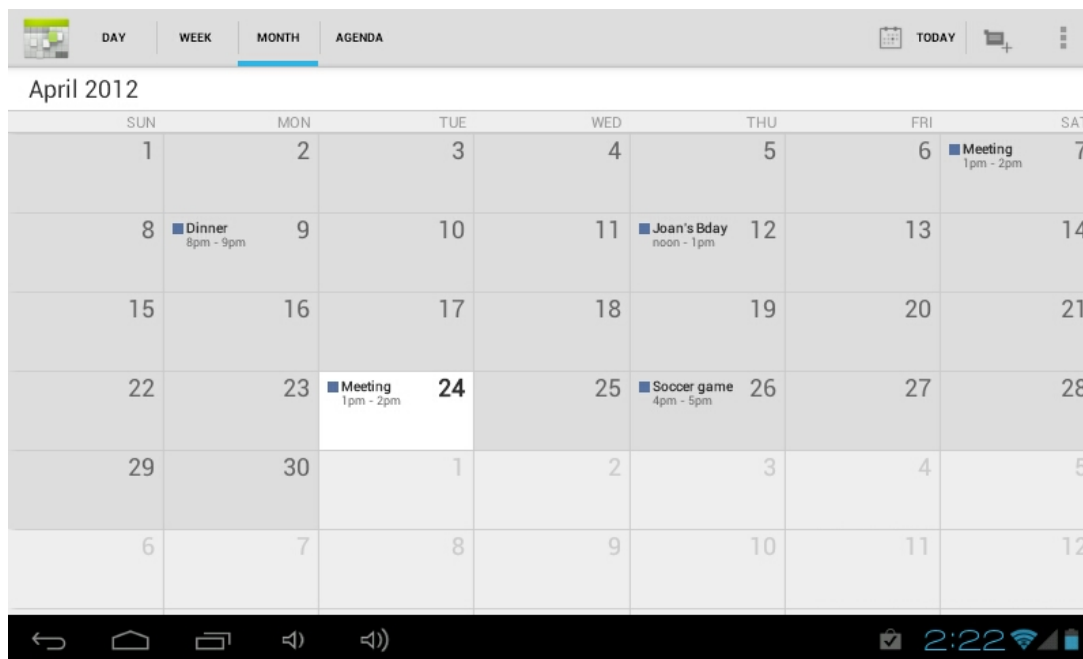 DAY WEEK MONTH AGENDA TODAY
April 2012
SUN MON TUE WED THU FRI SAT
1 2 3 4 5 6 Meeting 7
1pm - 2pm
8 Dinner 9 10 11 Joan's Bday 12 13 14
8pm - 9pm noon - 1pm
15 16 17 18 19 20 21
22 23 Meeting 24 25 Soccer game 26 27 28
1pm - 2pm 4pm - 5pm
29 30 1 2 3 4 5
6 7 8 9 10 11 12
2:22